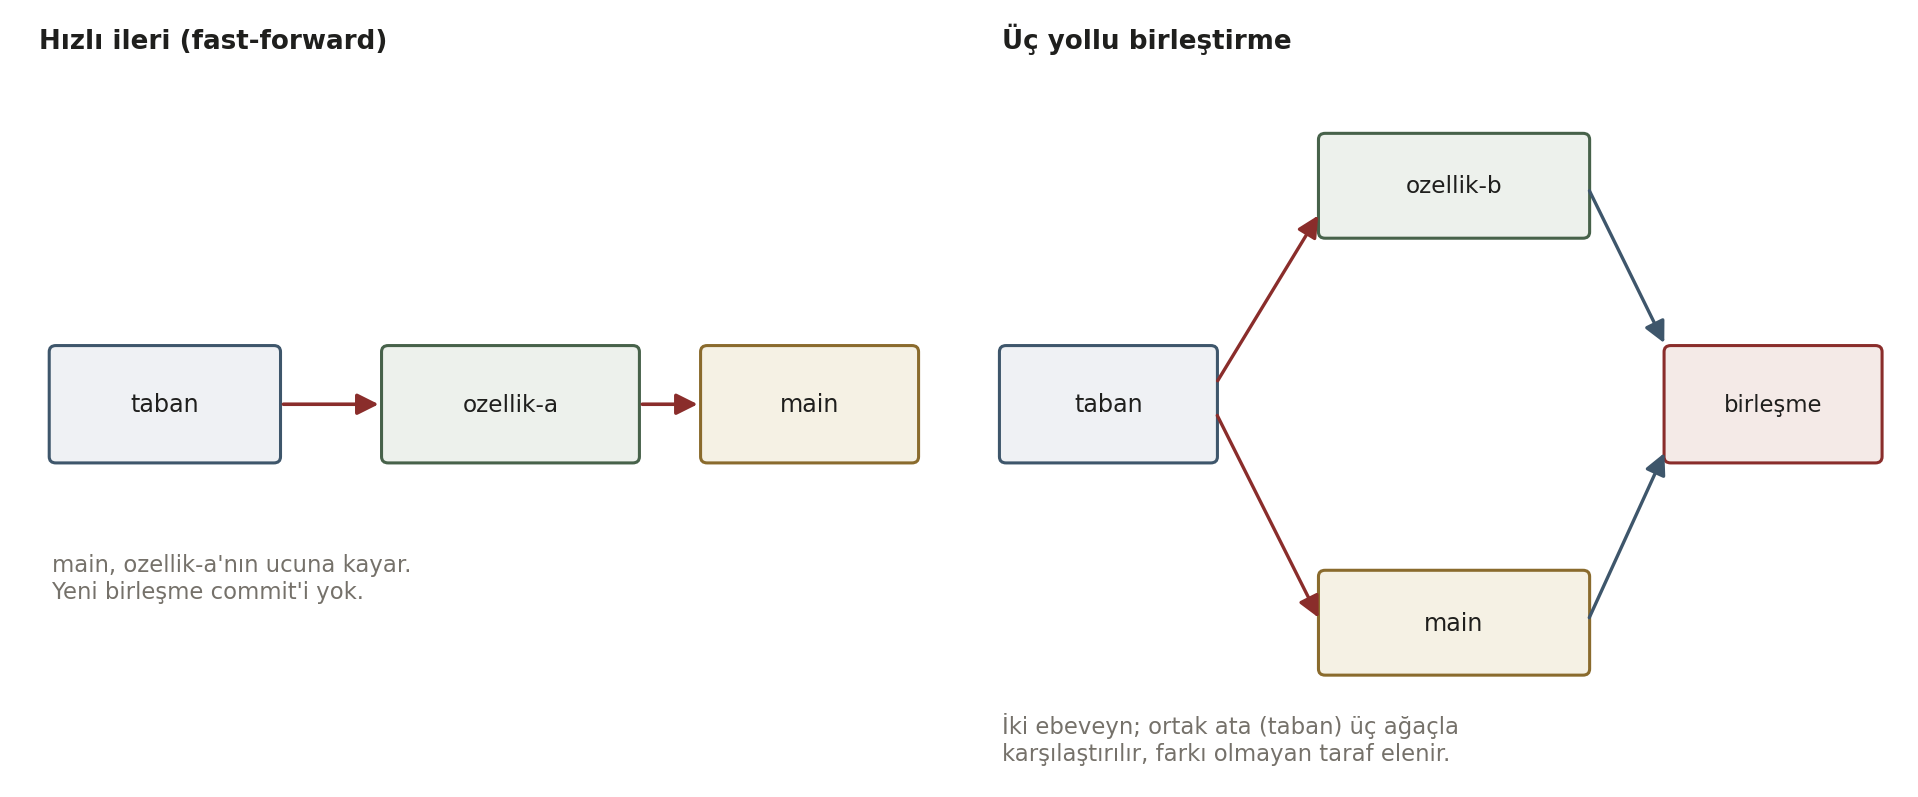 Hızlı ileri (fast-forward)
taban
ozellik-a
main
main, ozellik-a'nın ucuna kayar.
Yeni birleşme commit'i yok.
Üç yollu birleştirme
ozellik-b
taban
birleşme
main
İki ebeveyn; ortak ata (taban) üç ağaçla
karşılaştırılır, farkı olmayan taraf elenir.